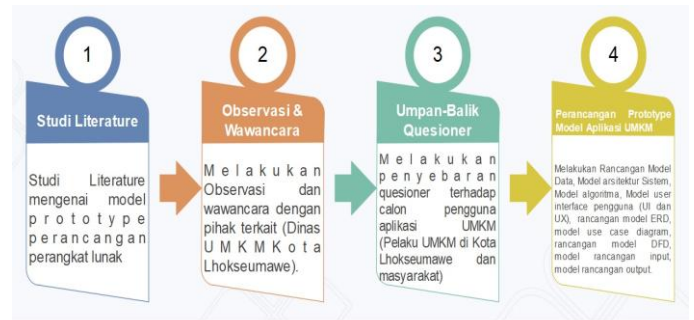 1
Studi Literature
Studi Literature
mengenai model
prototype
perancangan
perangkat lunak
2
Observasi &
Wawancara
Melakukan
Observasi dan
wawancara dengan
pihak terkait (Dinas
UMKM Kota
Lhokseumawe).
3
Umpan-Balik
Quesioner
Melakukan
penyebaran
quesioner terhadap
calon pengguna
aplikasi UMKM
(Pelaku UMKM di Kota
Lhokseumawe dan
masyarakat)
4
Perancangan Prototype
Model Aplikasi UMKM
Melakukan Rancangan Model
Data, Model arsitektur Sistem,
Model algoritma, Model user
interface pengguna (UI dan
UX), rancangan model ERD,
model use case diagram,
rancangan model DFD,
model rancangan input,
model rancangan output.